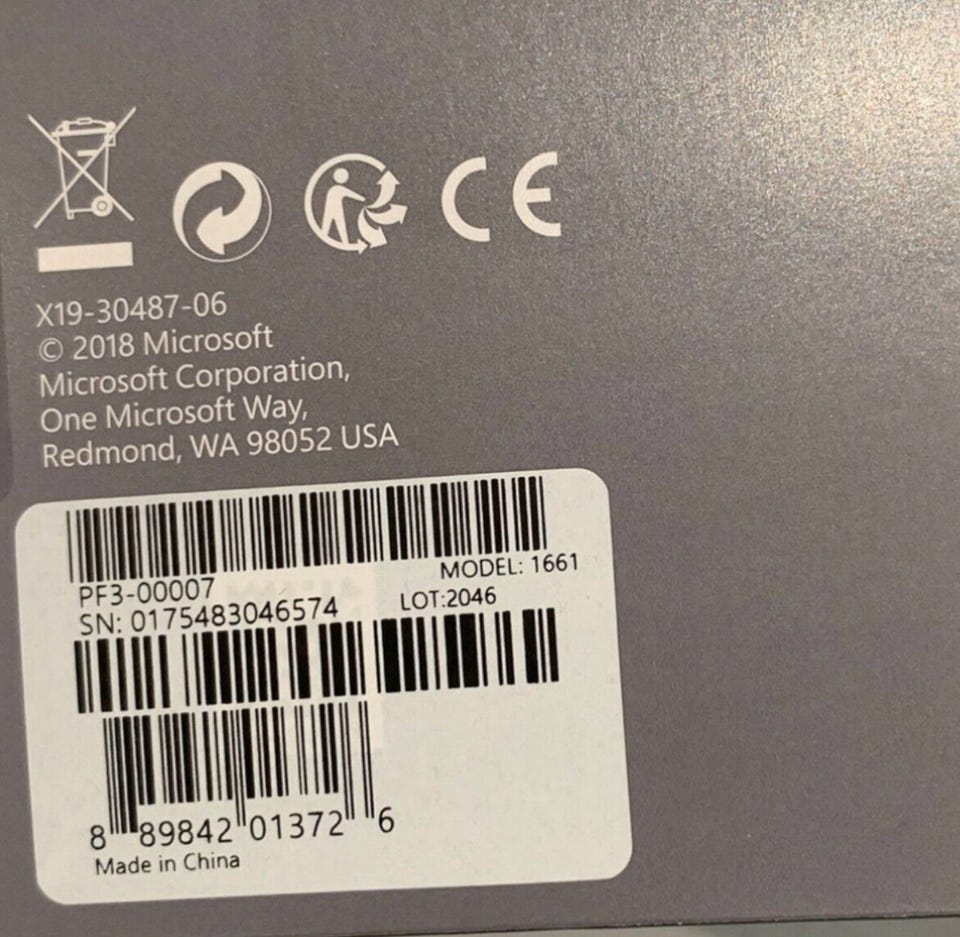 CE
X19-30487-06
© 2018 Microsoft
Microsoft Corporation,
One Microsoft Way,
Redmond, WA 98052 USA
PF3-00007
MODEL: 1661
SN: 0175483046574
LOT:2046
8 89842 01372 6
Made in China